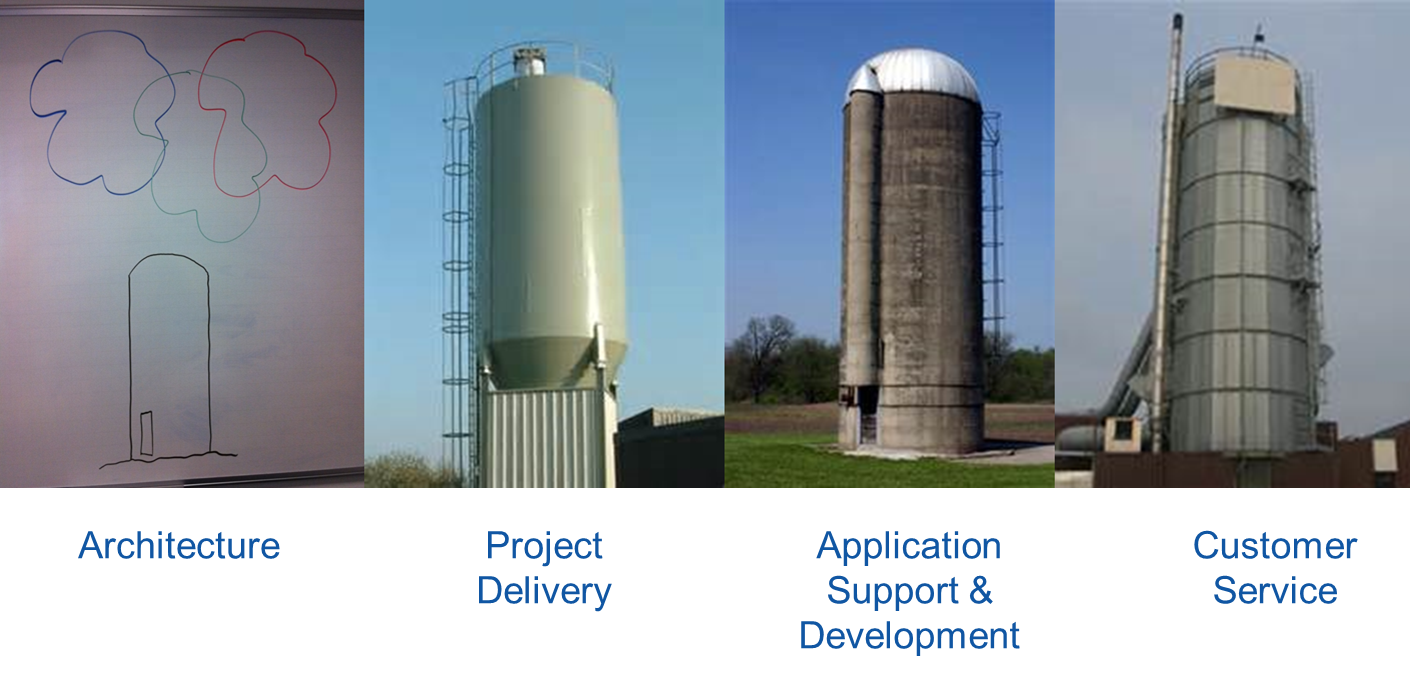 Architecture
Project
Delivery
Application
Support &
Development
Customer
Service